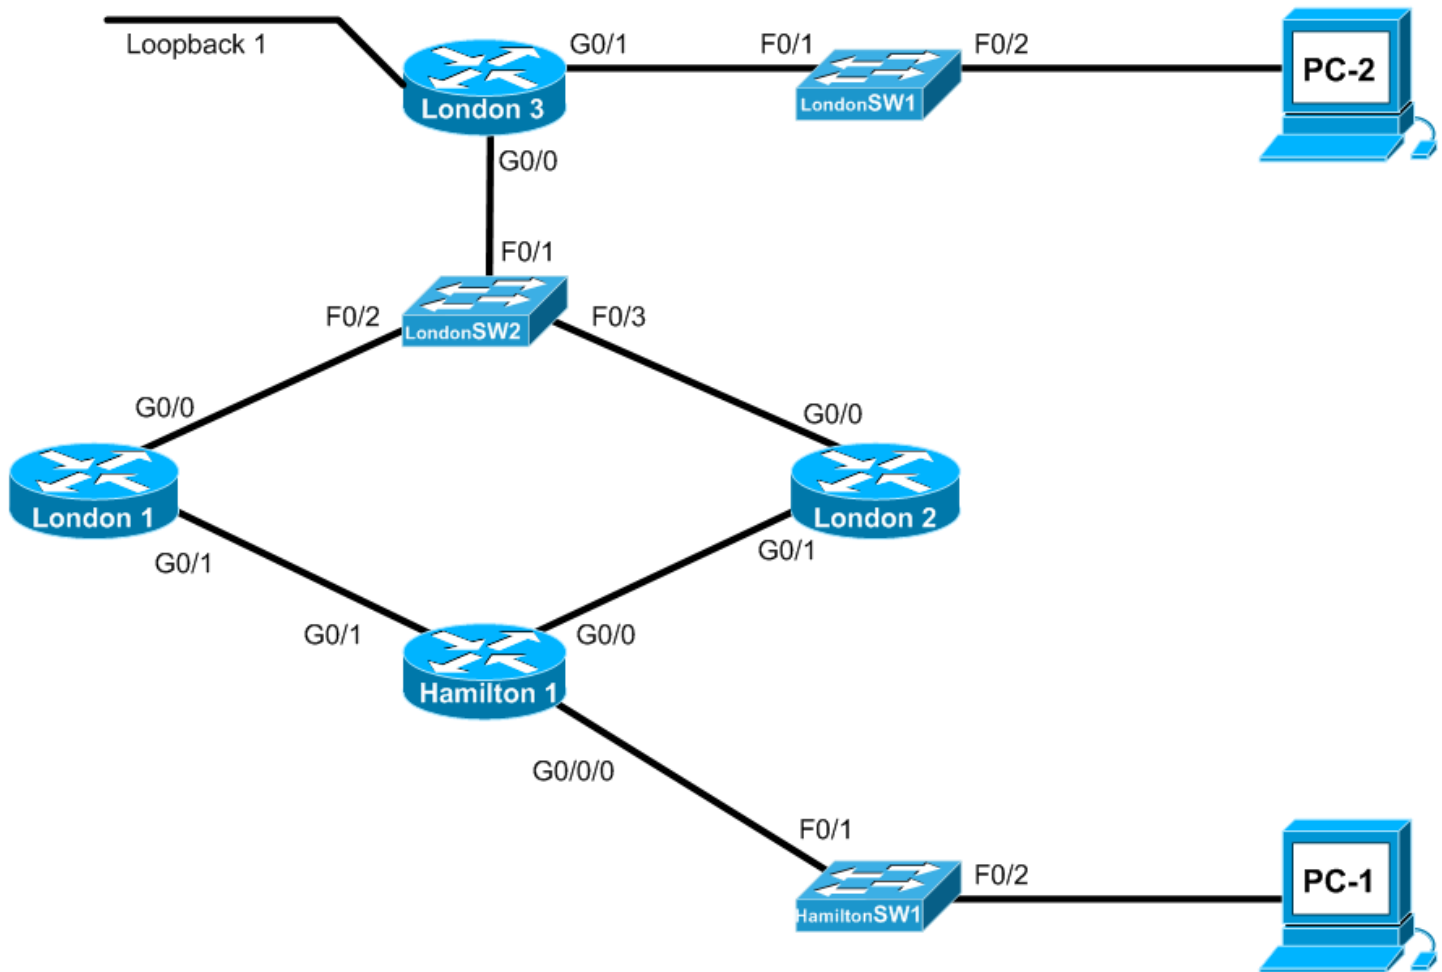 Loopback 1
London 3
G0/1
F0/1
LondonSW1
F0/2
PC-2
G0/0
F0/1
F0/2
LondonSW2
F0/3
G0/0
G0/0
London 1
London 2
G0/1
G0/1
G0/1
G0/0
Hamilton 1
G0/0/0
F0/1
HamiltonSW1
F0/2
PC-1